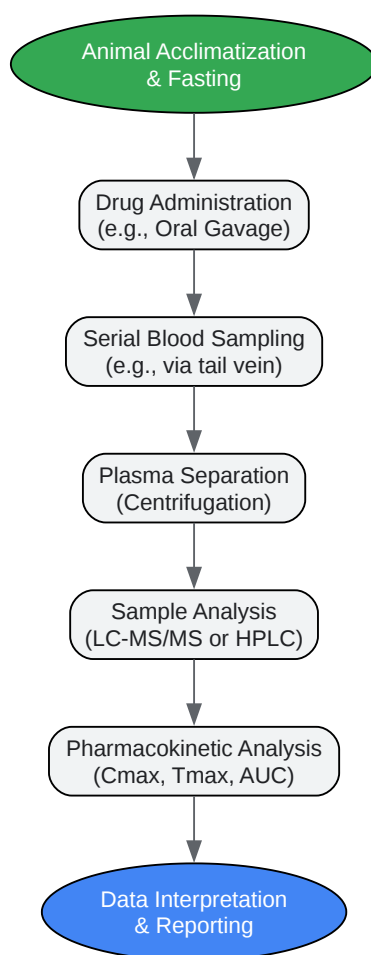 Animal Acclimatization
& Fasting
Drug Administration
(e.g., Oral Gavage)
Serial Blood Sampling
(e.g., via tail vein)
Plasma Separation
(Centrifugation)
Sample Analysis
(LC-MS/MS or HPLC)
Pharmacokinetic Analysis
(Cmax, Tmax, AUC)
Data Interpretation
& Reporting